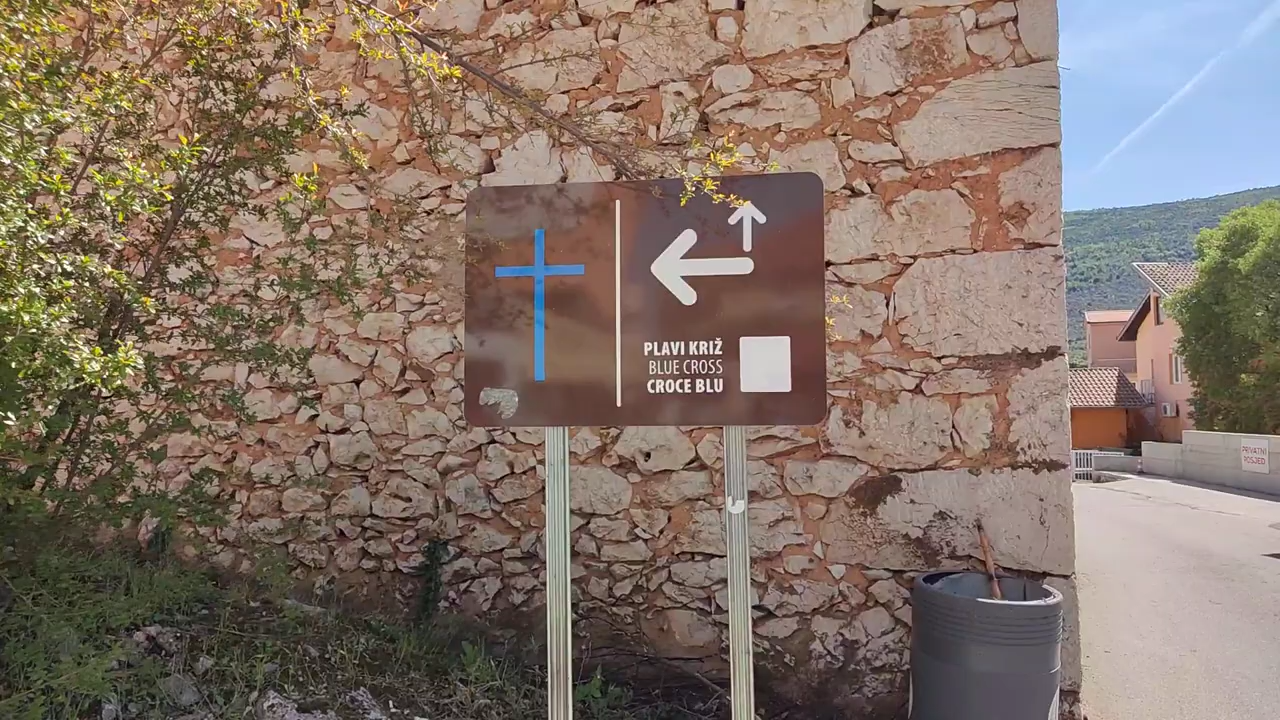 PLAVI KRIŽ
BLUE CROSS
CROCE BLU
PRIVATNI
POSJED